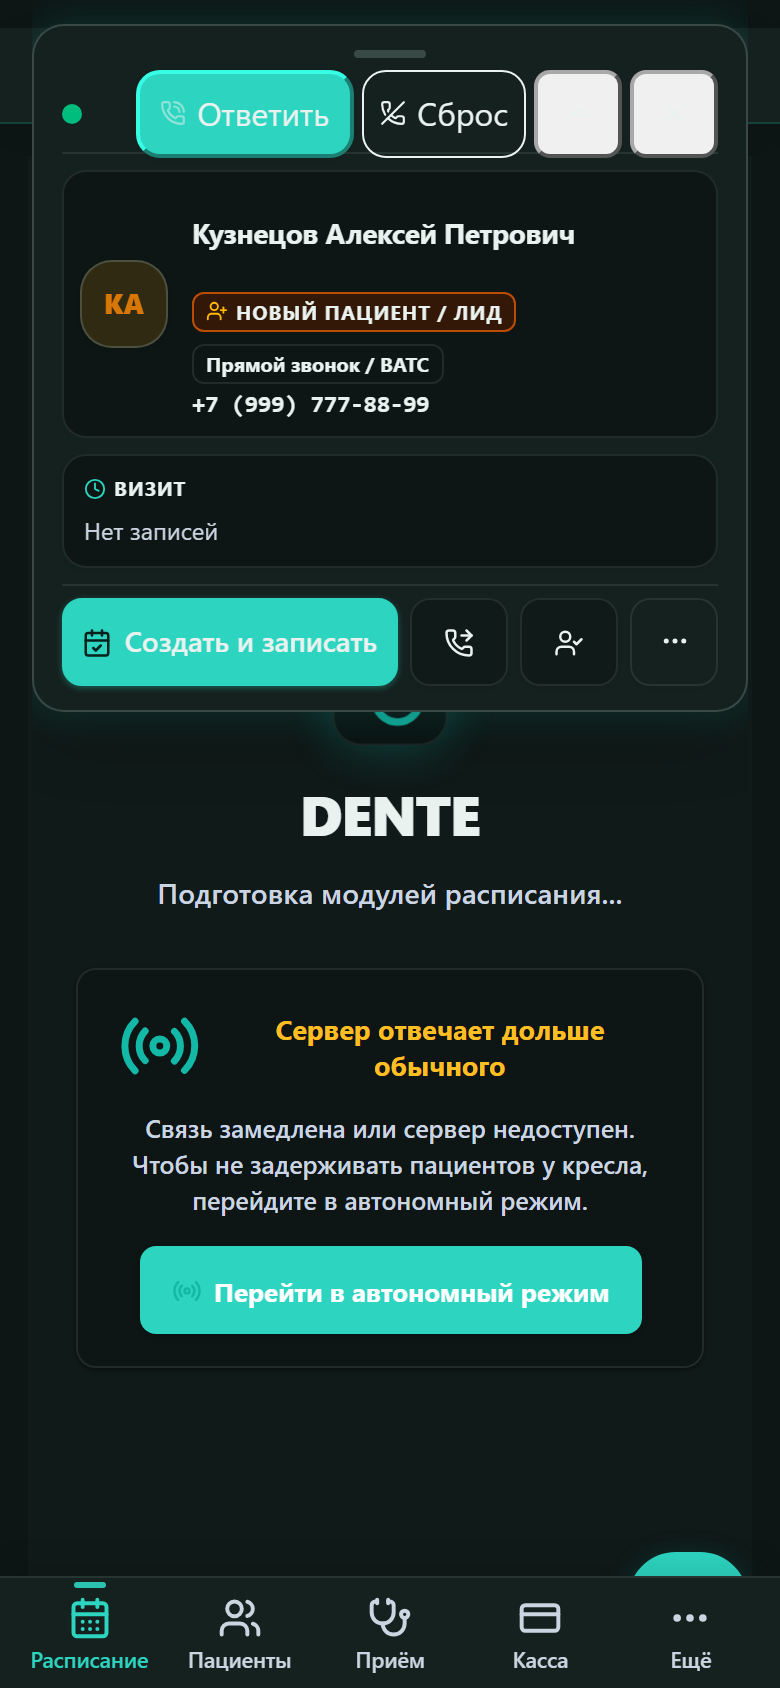 Ответить
Сброс
Кузнецов Алексей Петрович
КА
НОВЫЙ ПАЦИЕНТ / ЛИД
Прямой звонок / ВАТС
+7 (999) 777-88-99
ВИЗИТ
Нет записей
Создать и записать
DENTE
Подготовка модулей расписания...
Сервер отвечает дольше
обычного
Связь замедлена или сервер недоступен.
Чтобы не задерживать пациентов у кресла,
перейдите в автономный режим.
Перейти в автономный режим
Расписание
Пациенты
Приём
Касса
Ещё